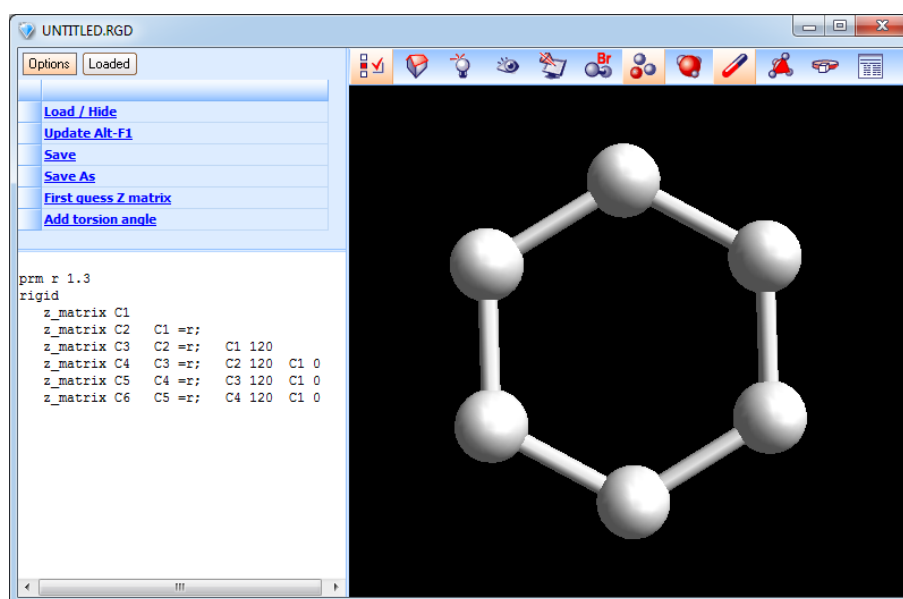 UNTITLED.RGD
Options Loaded
Br
Load / Hide
Update Alt-F1
Save
Save As
First guess Z matrix
Add torsion angle
prm r 1.3
rigid
z_matrix C1
z_matrix C2 C1 =r;
z_matrix C3 C2 =r; C1 120
z_matrix C4 C3 =r; C2 120 C1 0
z_matrix C5 C4 =r; C3 120 C1 0
z_matrix C6 C5 =r; C4 120 C1 0